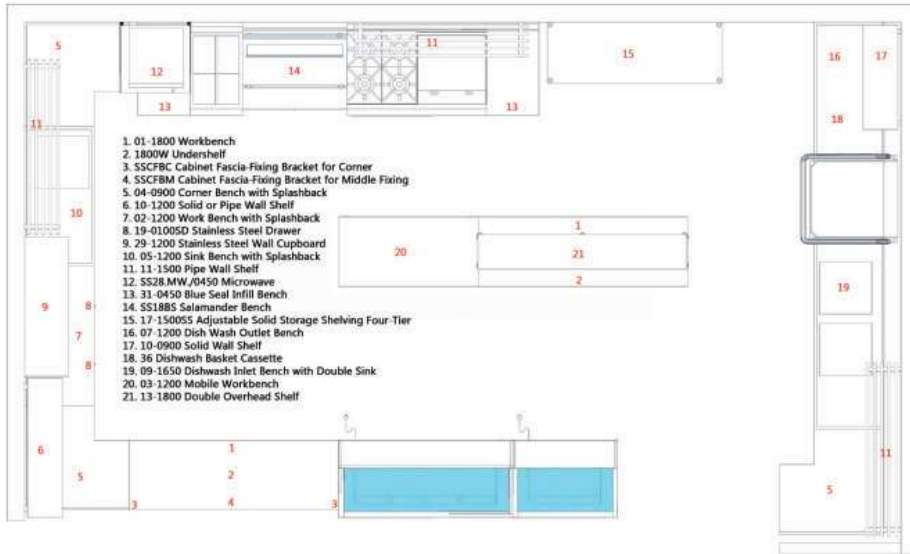 5
11
15
12
14
16
17
13
13
18
11
1. 01-1800 Workbench
2. 1800W Undershelf
3. SSCFBC Cabinet Fascia-Fixing Bracket for Corner
4. SSCFBM Cabinet Fascia-Fixing Bracket for Middle Fixing
5. 04-0900 Corner Bench with Splashback
6. 10-1200 Solid or Pipe Wall Shelf
7. 02-1200 Work Bench with Splashback
8. 19-0100SD Stainless Steel Drawer
9. 29-1200 Stainless Steel Wall Cupboard
10. 05-1200 Sink Bench with Splashback
11. 11-1500 Pipe Wall Shelf
12. SS28.MW./0450 Microwave
13. 31-0450 Blue Seal Infill Bench
14. SS18BS Salamander Bench
15. 17-1500SS Adjustable Solid Storage Shelving Four-Tier
16. 07-1200 Dish Wash Outlet Bench
17. 10-0900 Solid Wall Shelf
18. 36 Dishwash Basket Cassette
19. 09-1650 Dishwash Inlet Bench with Double Sink
20. 03-1200 Mobile Workbench
21. 13-1800 Double Overhead Shelf
10
1
20
21
2
19
9
8
7
8
6
1
11
5
2
5
3
4
3